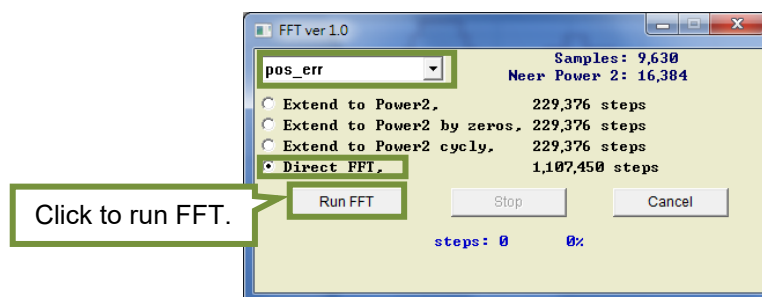 FFT ver 1.0
pos_err
Samples: 9,630
Neer Power 2: 16,384
Extend to Power2, 229,376 steps
Extend to Power2 by zeros, 229,376 steps
Extend to Power2 cycly, 229,376 steps
Direct FFT, 1,107,450 steps
Click to run FFT.
Run FFT Stop Cancel
steps: 0 0%